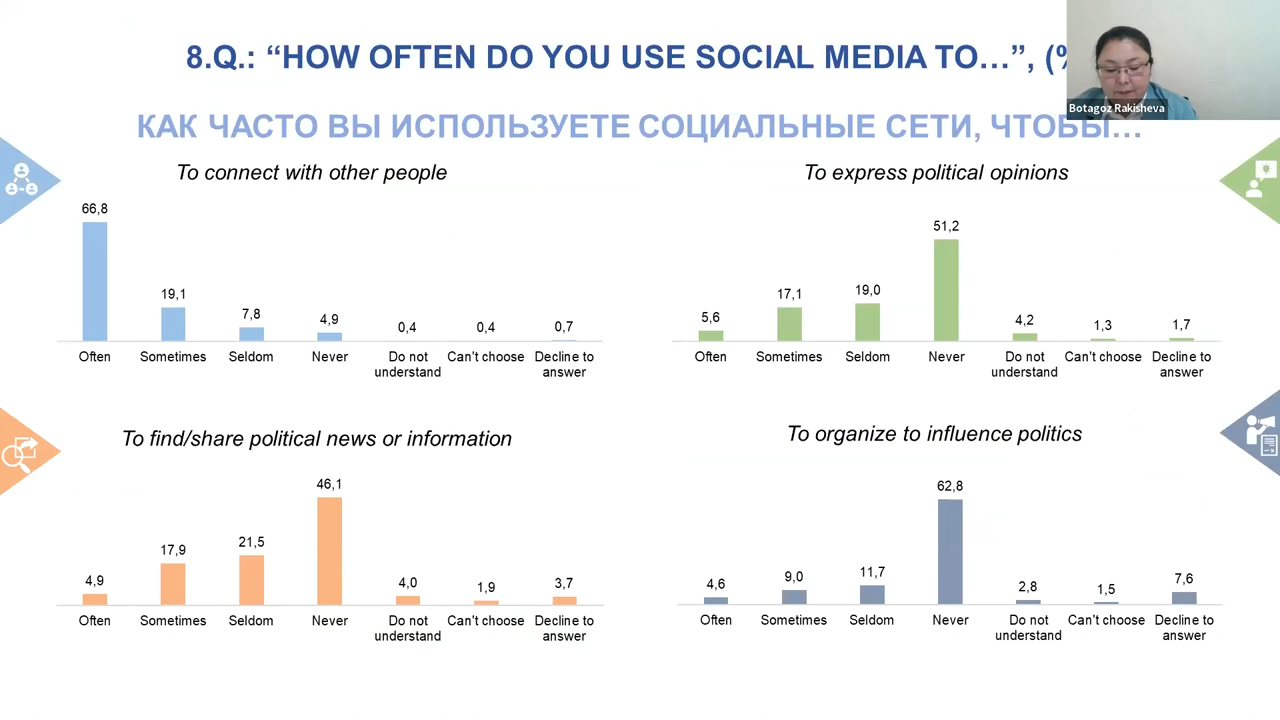 8.Q.: “HOW OFTEN DO YOU USE SOCIAL MEDIA TO…”, (%
Botagoz Rakisheva
КАК ЧАСТО ВЫ ИСПОЛЬЗУЕТЕ СОЦИАЛЬНЫЕ СЕТИ, ЧТОБЫ…
To connect with other people
66,8
19,1
7,8
4,9
0,4
0,4
0,7
Often
Sometimes
Seldom
Never
Do not
understand
Can't choose
Decline to
answer
To express political opinions
5,6
17,1
19,0
51,2
4,2
1,3
1,7
Often
Sometimes
Seldom
Never
Do not
understand
Can't choose
Decline to
answer
To find/share political news or information
4,9
17,9
21,5
46,1
4,0
1,9
3,7
Often
Sometimes
Seldom
Never
Do not
understand
Can't choose
Decline to
answer
To organize to influence politics
4,6
9,0
11,7
62,8
2,8
1,5
7,6
Often
Sometimes
Seldom
Never
Do not
understand
Can't choose
Decline to
answer